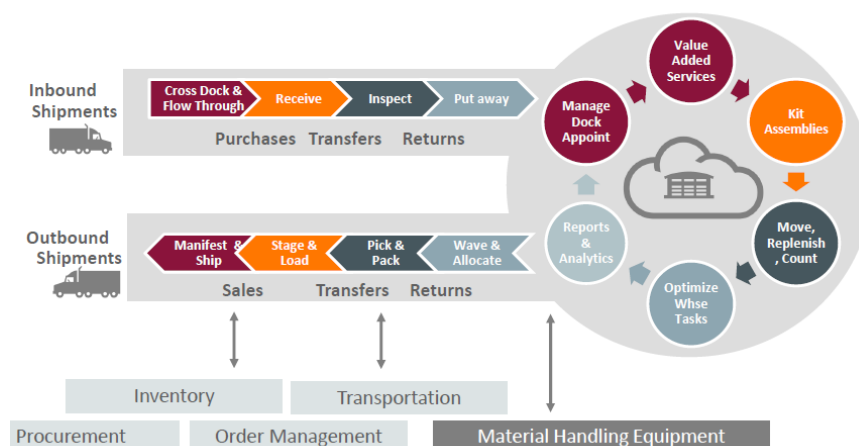 Inbound
Shipments
Cross Dock &
Flow Through
Receive
Inspect
Put away
Purchases Transfers Returns
Value
Added
Services
Manage
Dock
Appoint
Kit
Assemblies
Move,
Replenish
, Count
Optimize
Whse
Tasks
Reports
&
Analytics
Outbound
Shipments
Manifest &
Ship
Stage &
Load
Pick &
Pack
Wave &
Allocate
Sales Transfers Returns
Inventory
Transportation
Procurement
Order Management
Material Handling Equipment